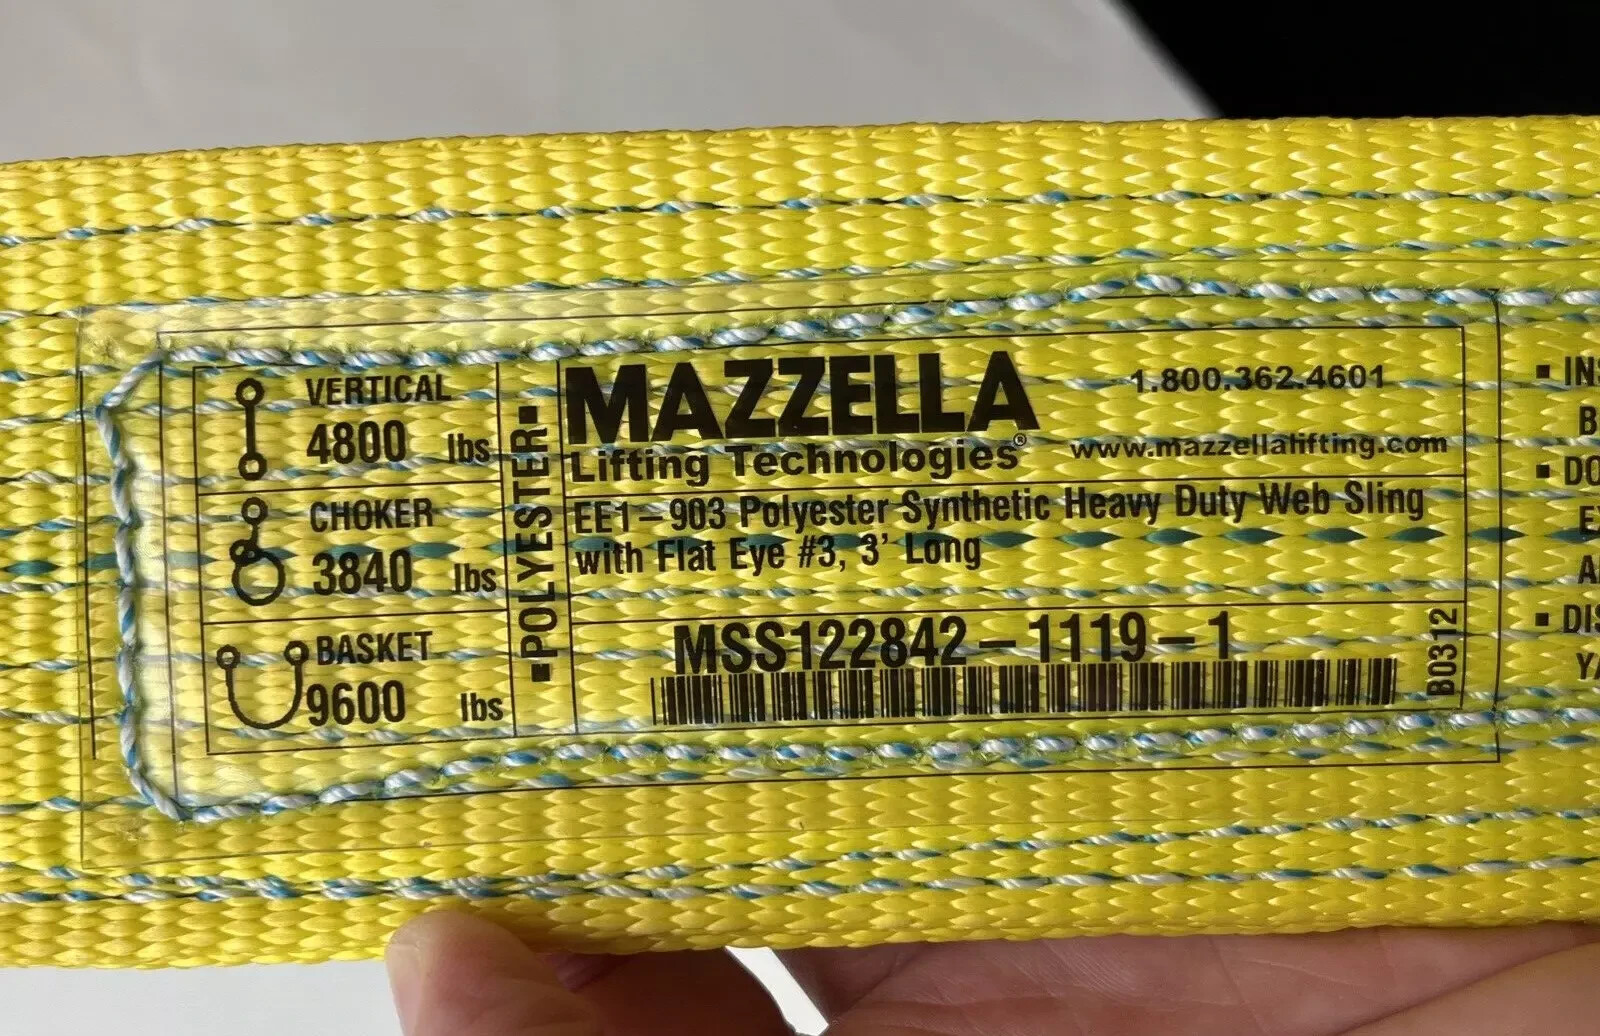 VERTICAL
4800 lbs
CHOKER
3840 lbs
BASKET
9600 lbs
▪POLYESTER▪
MAZZELLA
Lifting Technologies®
1.800.362.4601
www.mazzellalifting.com
EE1-903 Polyester Synthetic Heavy Duty Web Sling
with Flat Eye #3, 3' Long
MSS122842-1119-1
B0312
▪ DO